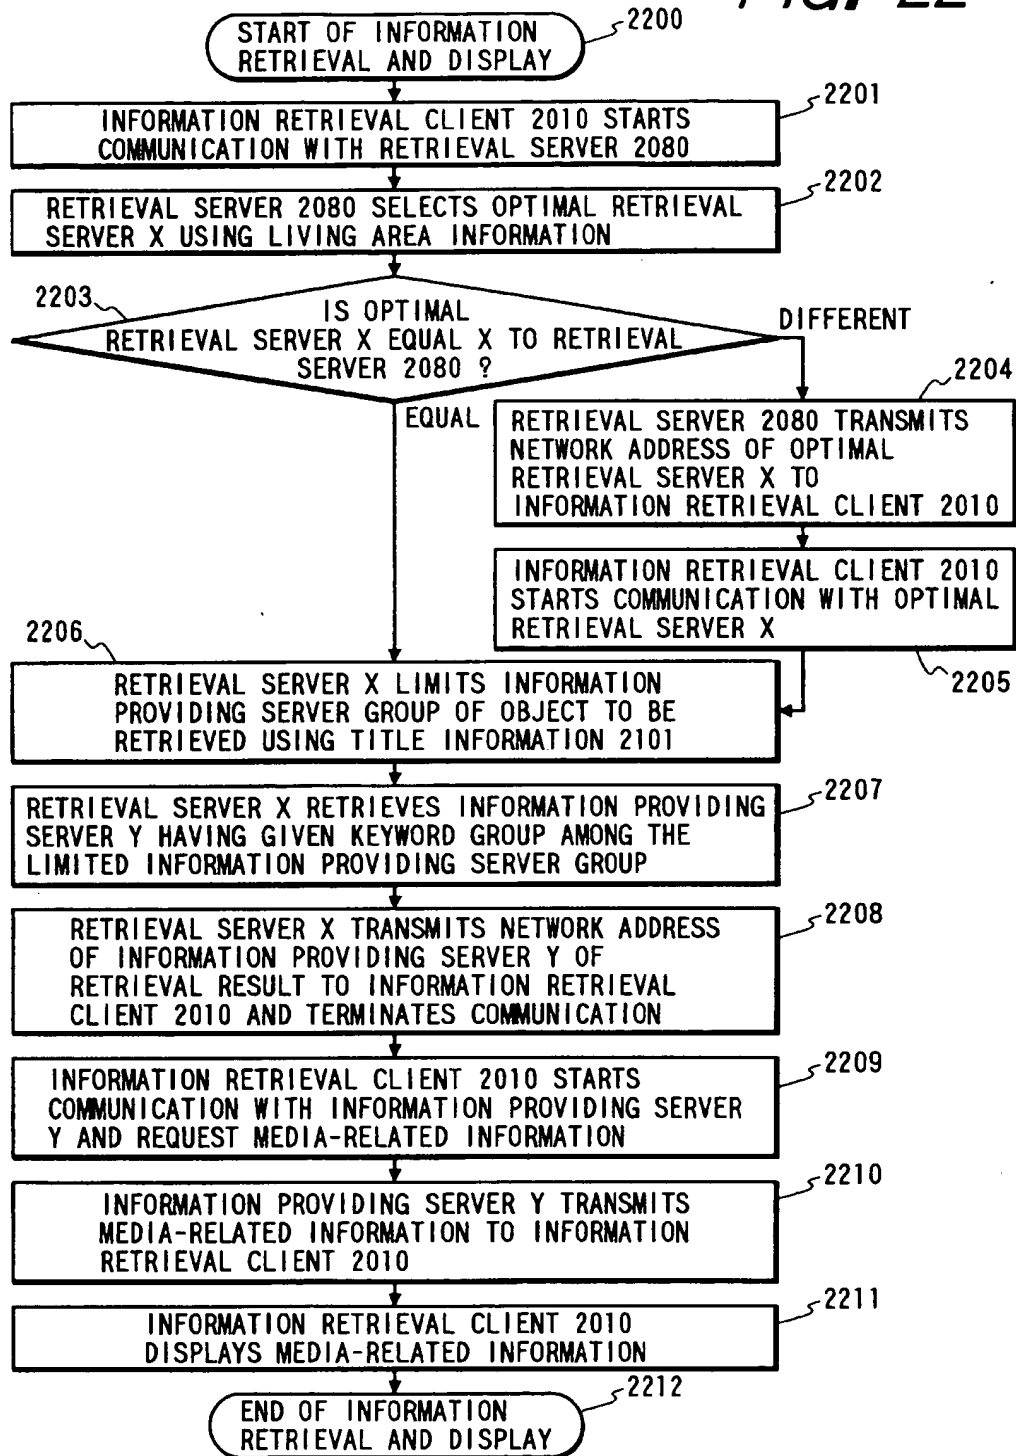 FIG. 22
START OF INFORMATION
RETRIEVAL AND DISPLAY
2200
INFORMATION RETRIEVAL CLIENT 2010 STARTS
COMMUNICATION WITH RETRIEVAL SERVER 2080
2201
RETRIEVAL SERVER 2080 SELECTS OPTIMAL RETRIEVAL
SERVER X USING LIVING AREA INFORMATION
2202
2203
IS OPTIMAL
RETRIEVAL SERVER X EQUAL X TO RETRIEVAL
SERVER 2080 ?
DIFFERENT
EQUAL
2204
RETRIEVAL SERVER 2080 TRANSMITS
NETWORK ADDRESS OF OPTIMAL
RETRIEVAL SERVER X TO
INFORMATION RETRIEVAL CLIENT 2010
INFORMATION RETRIEVAL CLIENT 2010
STARTS COMMUNICATION WITH OPTIMAL
RETRIEVAL SERVER X
2205
2206
RETRIEVAL SERVER X LIMITS INFORMATION
PROVIDING SERVER GROUP OF OBJECT TO BE
RETRIEVED USING TITLE INFORMATION 2101
RETRIEVAL SERVER X RETRIEVES INFORMATION PROVIDING
SERVER Y HAVING GIVEN KEYWORD GROUP AMONG THE
LIMITED INFORMATION PROVIDING SERVER GROUP
2207
RETRIEVAL SERVER X TRANSMITS NETWORK ADDRESS
OF INFORMATION PROVIDING SERVER Y OF
RETRIEVAL RESULT TO INFORMATION RETRIEVAL
CLIENT 2010 AND TERMINATES COMMUNICATION
2208
INFORMATION RETRIEVAL CLIENT 2010 STARTS
COMMUNICATION WITH INFORMATION PROVIDING SERVER
Y AND REQUEST MEDIA-RELATED INFORMATION
2209
INFORMATION PROVIDING SERVER Y TRANSMITS
MEDIA-RELATED INFORMATION TO INFORMATION
RETRIEVAL CLIENT 2010
2210
INFORMATION RETRIEVAL CLIENT 2010
DISPLAYS MEDIA-RELATED INFORMATION
2211
END OF INFORMATION
RETRIEVAL AND DISPLAY
2212